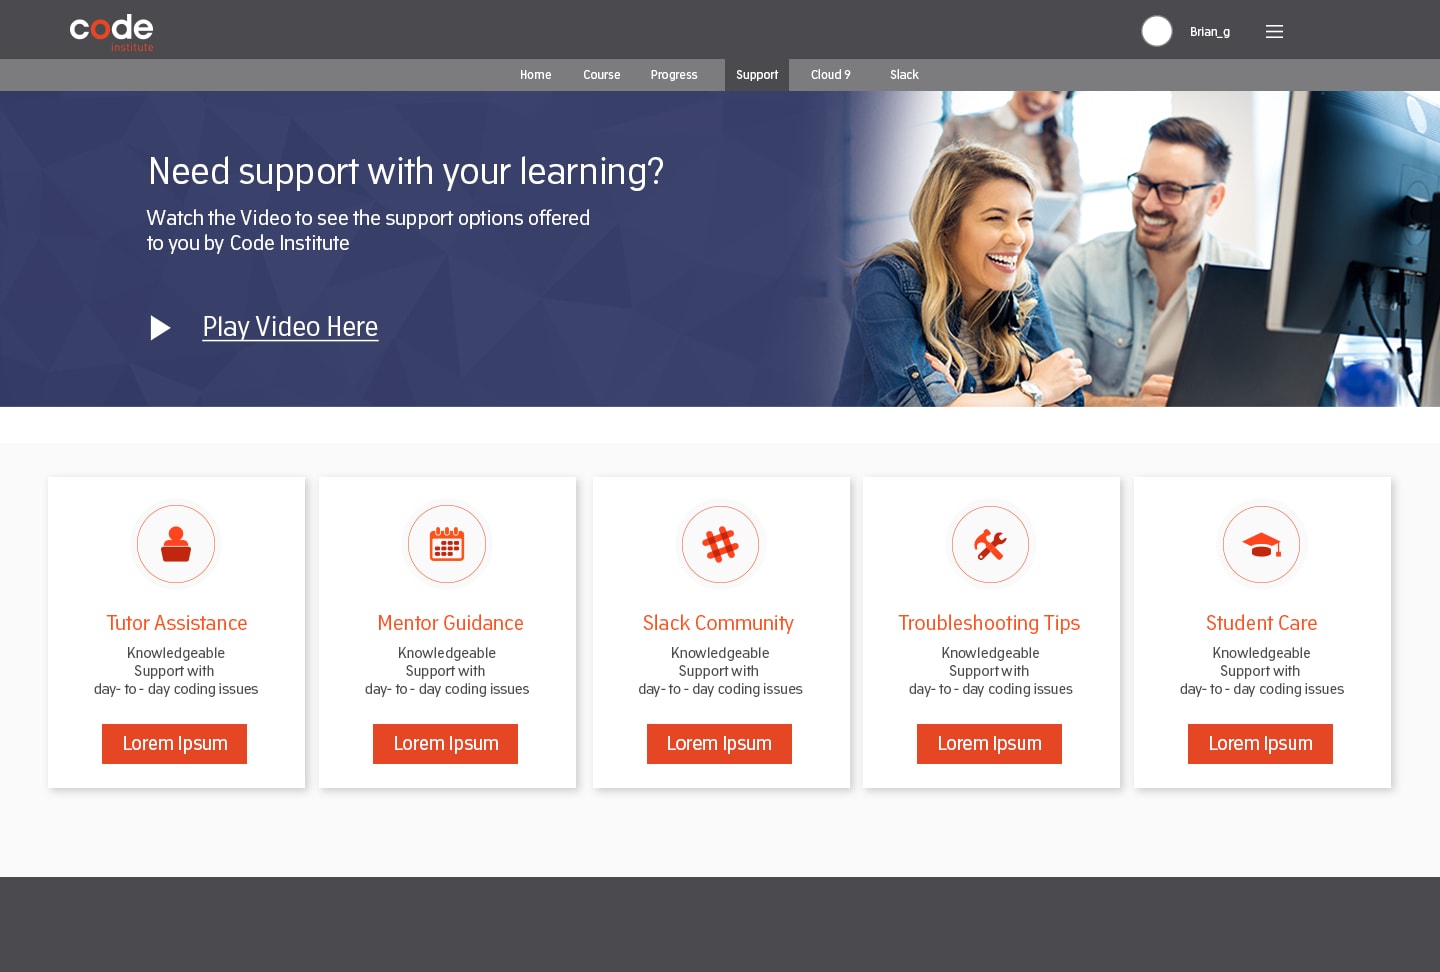 code
institute
Brian_g
Home Course Progress Support Cloud 9 Slack
Need support with your learning?
Watch the Video to see the support options offered
to you by Code Institute
Play Video Here
Tutor Assistance
Knowledgeable
Support with
day- to - day coding issues
Lorem Ipsum
Mentor Guidance
Knowledgeable
Support with
day- to - day coding issues
Lorem Ipsum
Slack Community
Knowledgeable
Support with
day- to - day coding issues
Lorem Ipsum
Troubleshooting Tips
Knowledgeable
Support with
day- to - day coding issues
Lorem Ipsum
Student Care
Knowledgeable
Support with
day- to - day coding issues
Lorem Ipsum